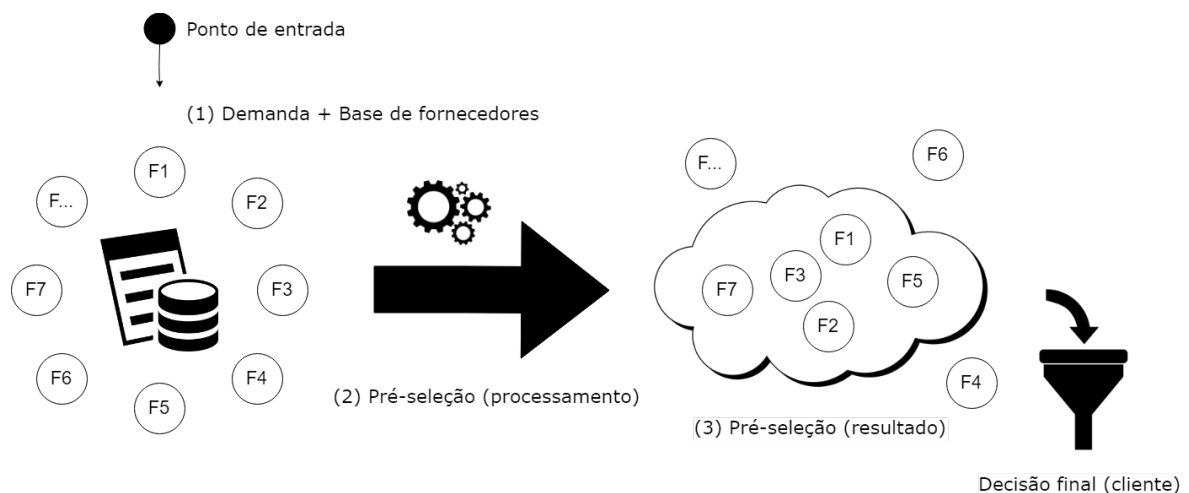 Ponto de entrada
(1) Demanda + Base de fornecedores
F1
F...
F2
F7
F3
F6
F4
F5
(2) Pré-seleção (processamento)
F...
F6
F1
F3
F5
F7
F2
F4
(3) Pré-seleção (resultado)
Decisão final (cliente)